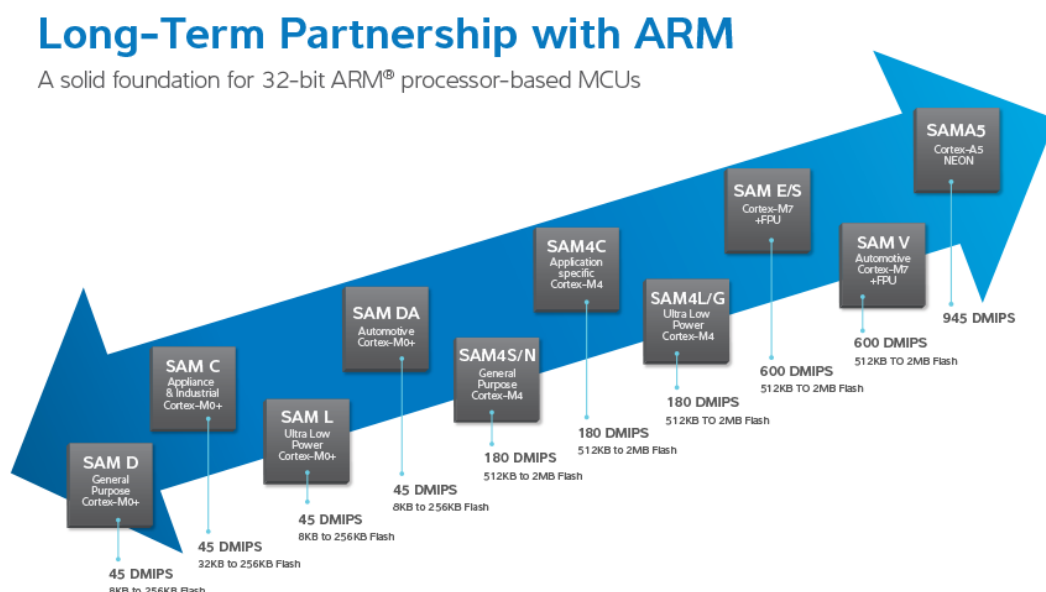 Long-Term Partnership with ARM
A solid foundation for 32-bit ARM® processor-based MCUs
SAMA5
Cortex-A5
NEON
945 DMIPS
SAM E/S
Cortex-M7
+FPU
600 DMIPS
512KB TO 2MB Flash
SAM V
Automotive
Cortex-M7
+FPU
600 DMIPS
512KB TO 2MB Flash
SAM4C
Application
specific
Cortex-M4
180 DMIPS
512KB to 2MB Flash
SAM4L/G
Ultra Low
Power
Cortex-M4
180 DMIPS
512KB TO 2MB Flash
SAM DA
Automotive
Cortex-M0+
45 DMIPS
8KB to 256KB Flash
SAM4S/N
General
Purpose
Cortex-M4
180 DMIPS
512KB to 2MB Flash
SAM C
Appliance
& Industrial
Cortex-M0+
45 DMIPS
32KB to 256KB Flash
SAM L
Ultra Low
Power
Cortex-M0+
45 DMIPS
8KB to 256KB Flash
SAM D
General
Purpose
Cortex-M0+
45 DMIPS
8KB to 256KB Flash